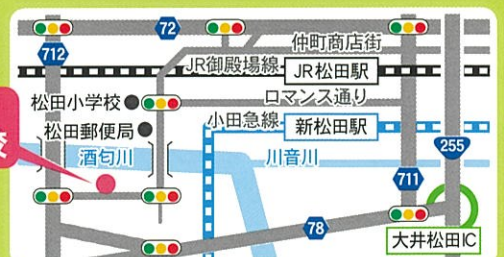 72
712
仲町商店街
JR御殿場線
JR松田駅
松田小学校
ロマンス通り
松田郵便局
小田急線
新松田駅
255
校
酒匂川
川音川
711
78
大井松田IC